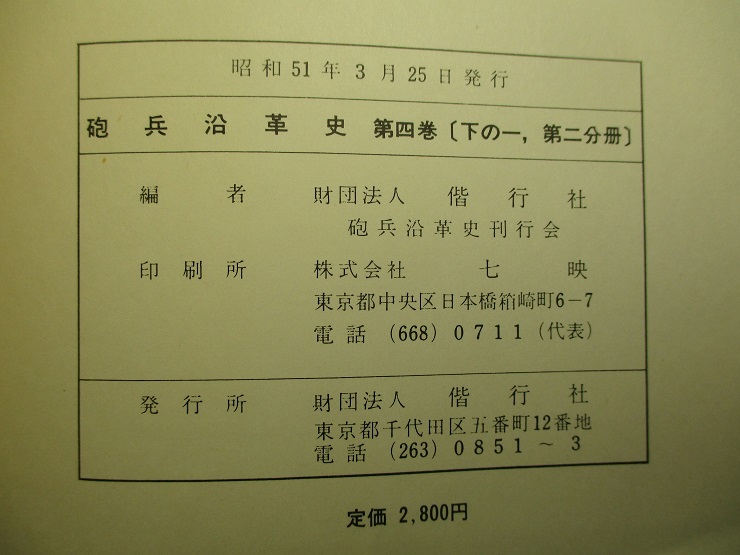 昭和51年3月25日発行
砲兵沿革史 第四巻〔下の一，第二分冊〕
編者 財団法人 偕行社
砲兵沿革史刊行会
印刷所 株式会社 七映
東京都中央区日本橋箱崎町6−7
電話 (668) 0711 (代表)
発行所 財団法人 偕行社
東京都千代田区五番町12番地
電話 (263) 0851～3
定価 2,800円